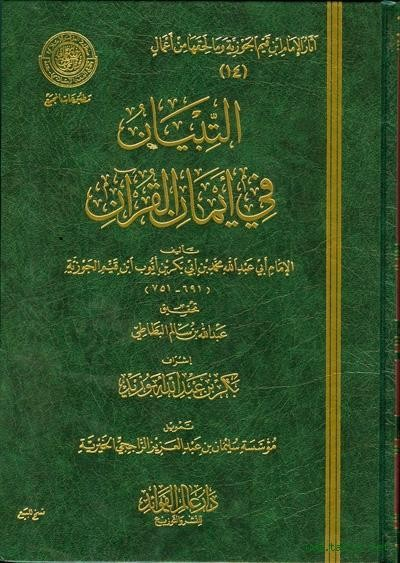 آثار الإمام ابن قيم الجوزية وما لحقها من أعمال
(١٤)
مطبوعات المجمع
التبيان
في أيمان القرآن
تأليف
الإمام أبي عبد الله محمد بن أبي بكر بن أيوب ابن قيم الجوزية
(٦٩١ - ٧٥١)
تحقيق
عبد الله بن سالم البطاطي
إشراف
بكر بن عبد الله أبو زيد
تمويل
مؤسسة سليمان بن عبد العزيز الراجحي الخيرية
دار عالم الفوائد
للنشر والتوزيع